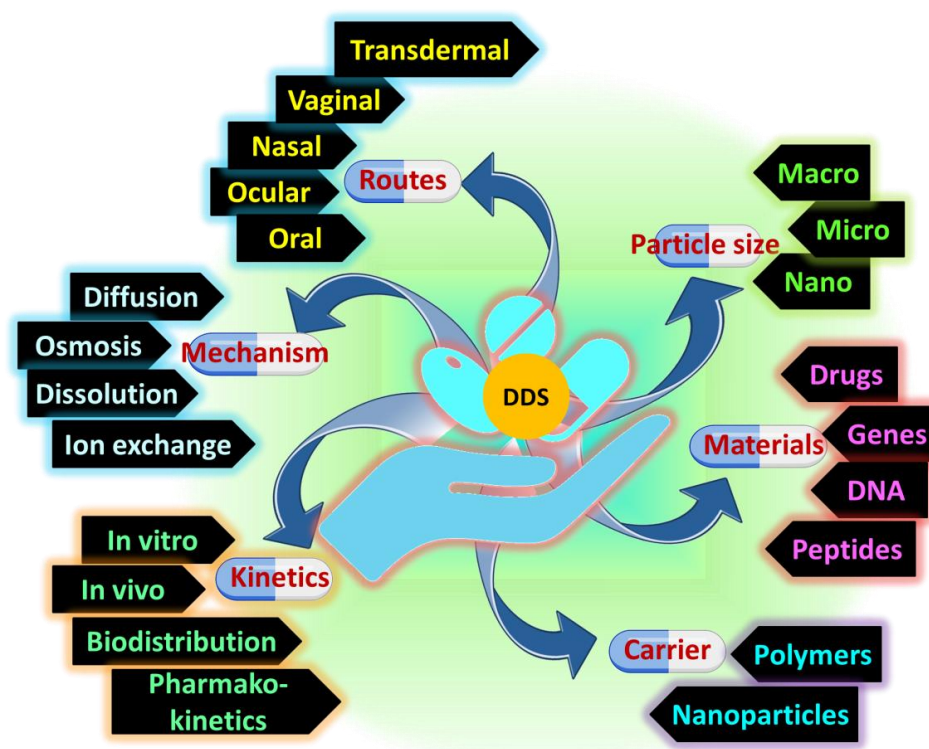 Transdermal
Vaginal
Nasal
Ocular
Oral
Routes
Macro
Micro
Nano
Particle size
Diffusion
Osmosis
Dissolution
Ion exchange
Mechanism
DDS
Drugs
Genes
DNA
Peptides
Materials
In vitro
In vivo
Biodistribution
Pharmako-
kinetics
Kinetics
Carrier
Polymers
Nanoparticles